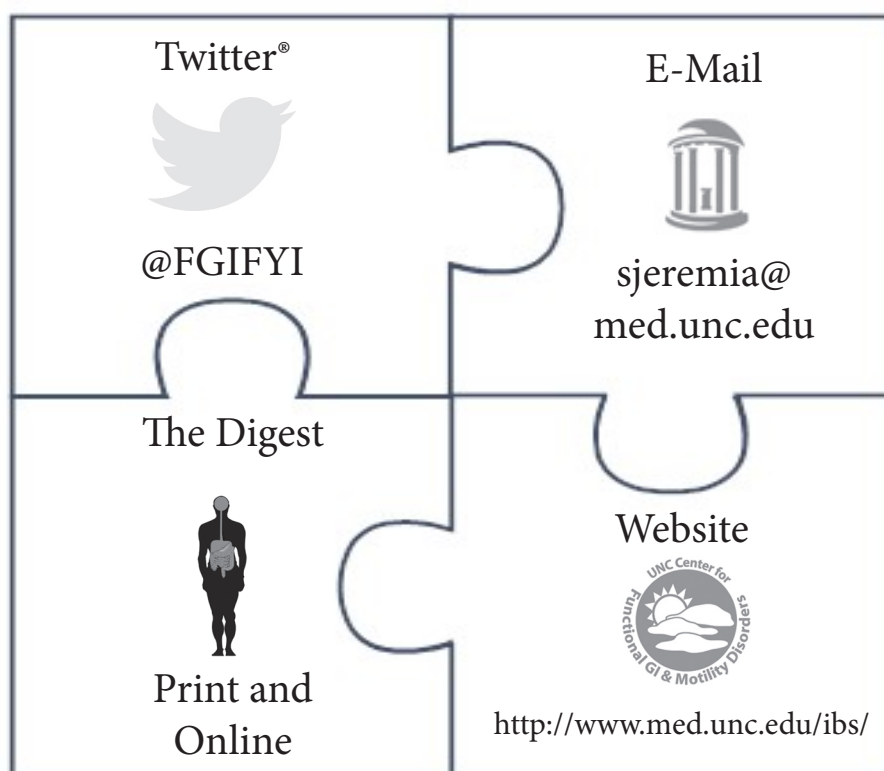 Twitter®
@FGIFYI
E-Mail
sjeremia@
med.unc.edu
The Digest
Print and
Online
Website
UNC Center for
Functional GI & Motility Disorders
http://www.med.unc.edu/ibs/